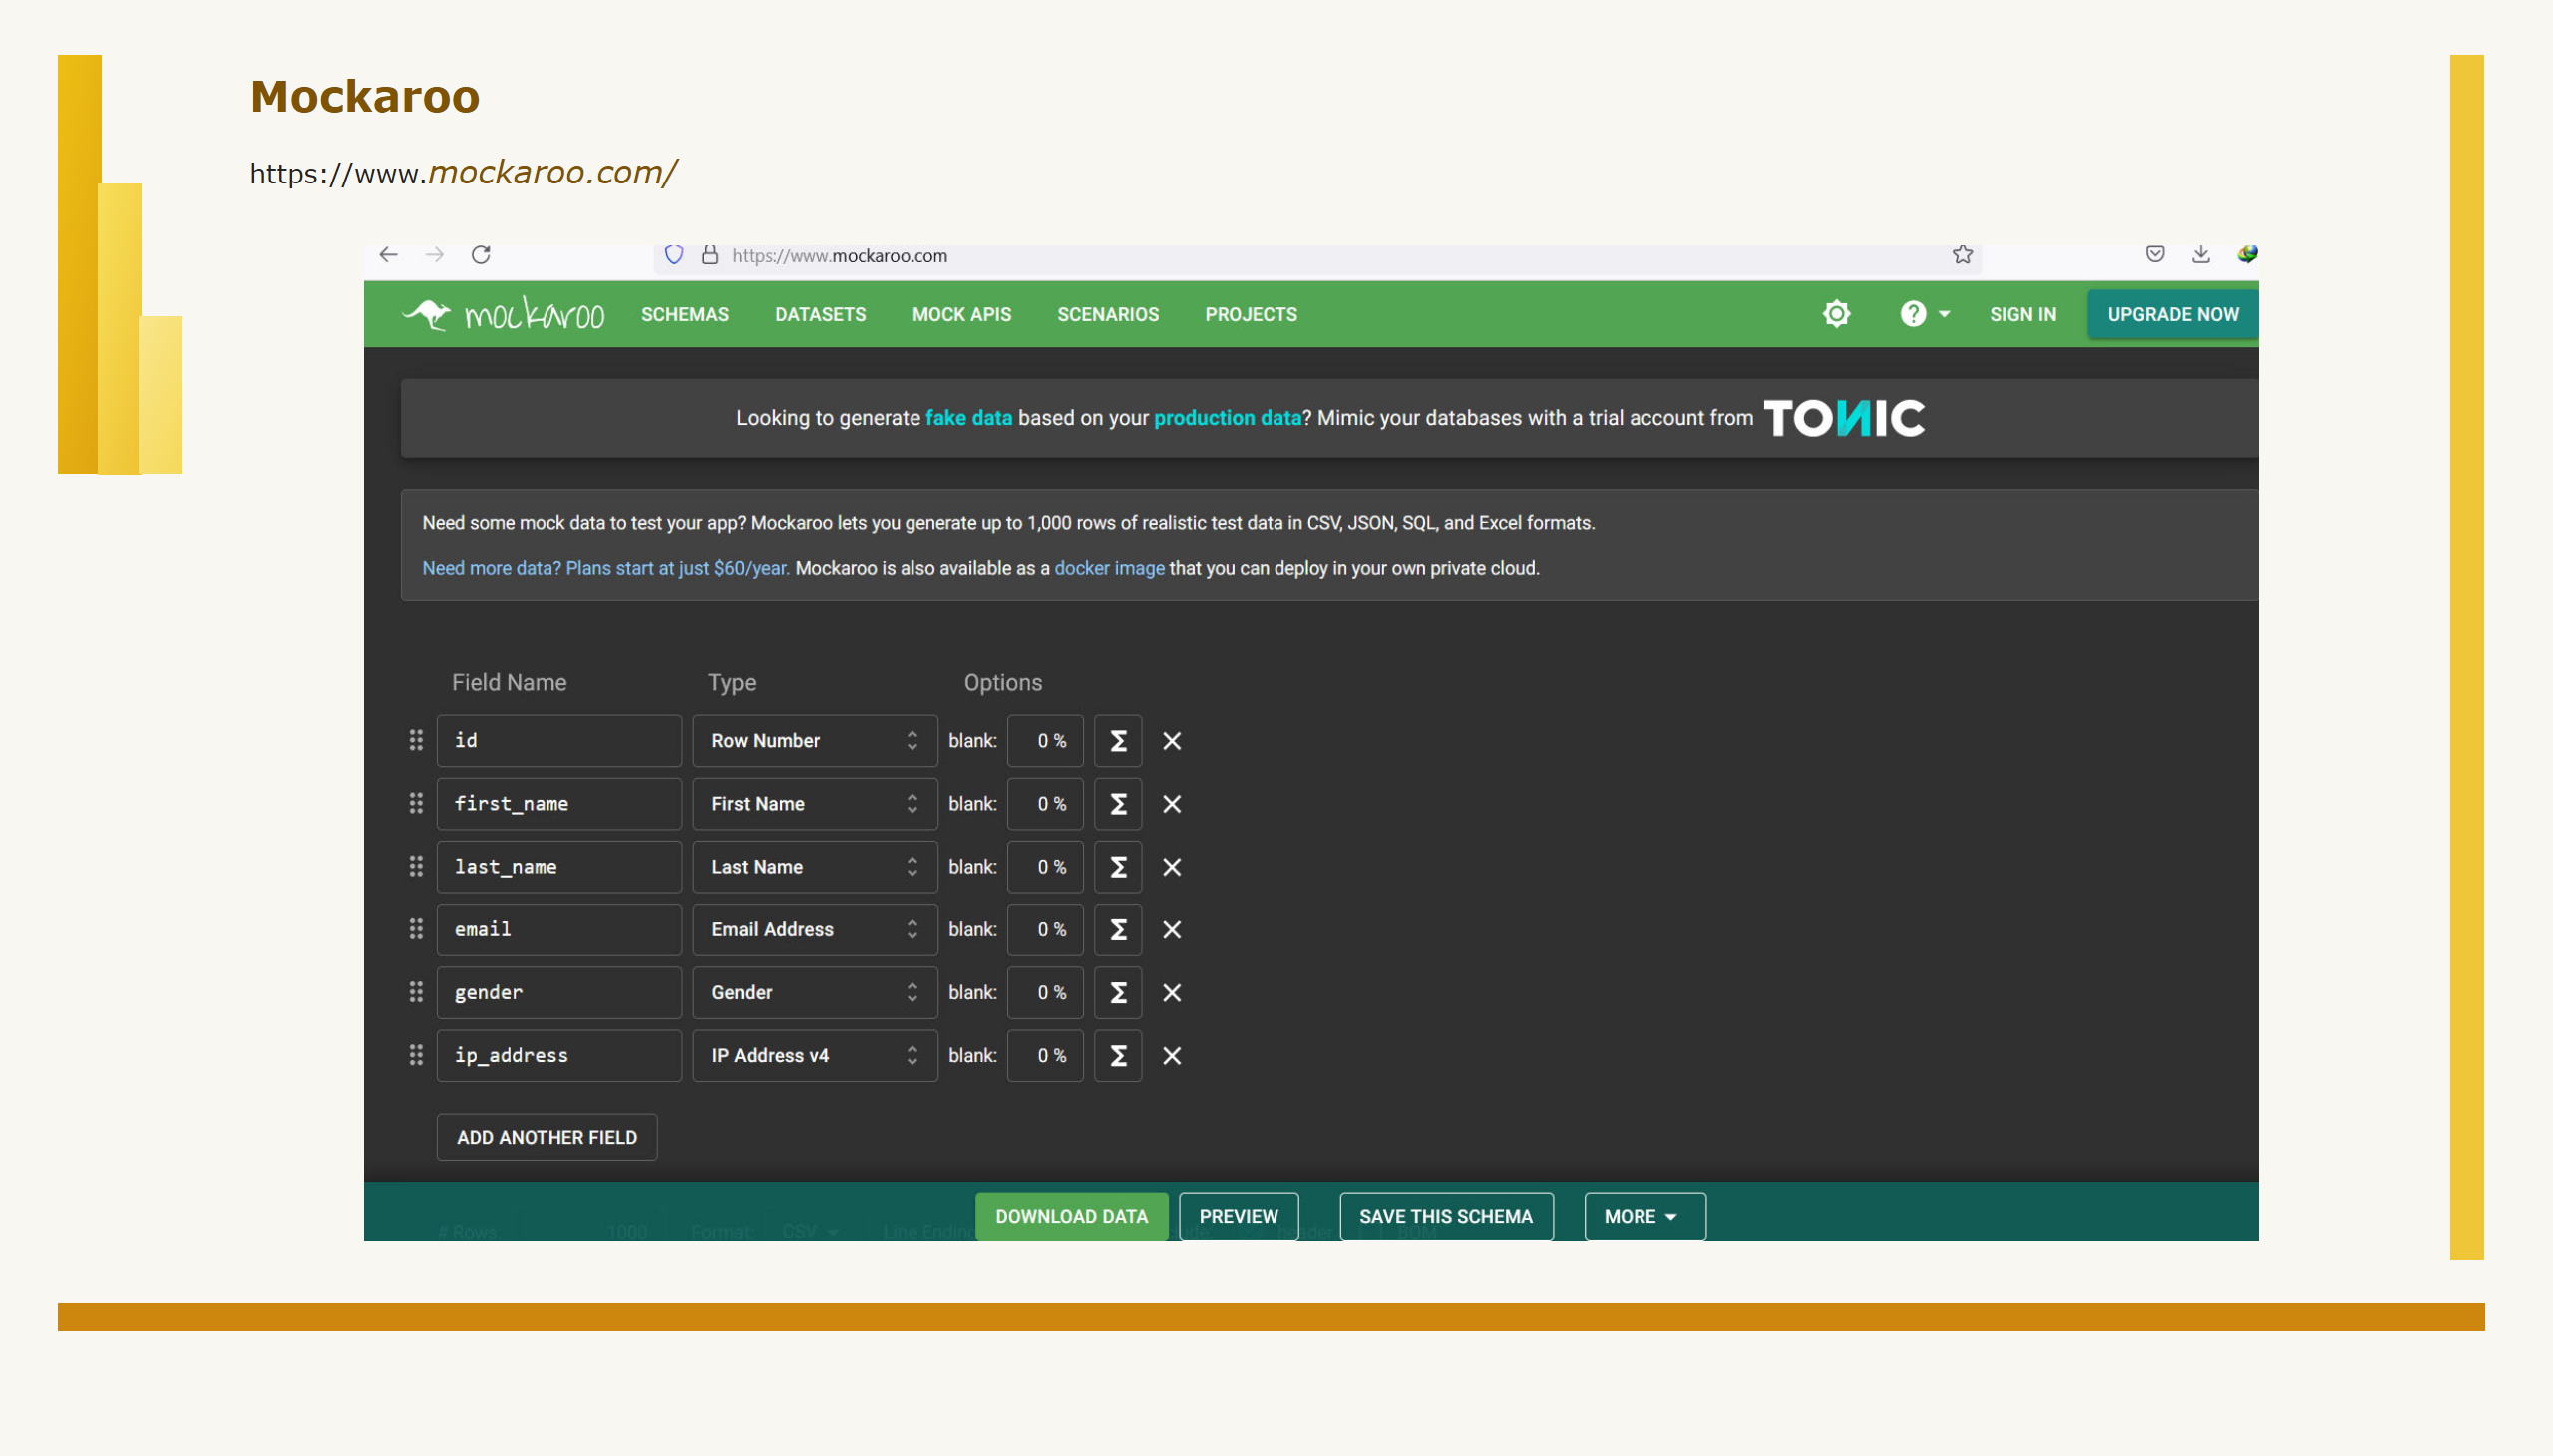 Mockaroo
https://www.mockaroo.com/
https://www.mockaroo.com
mockaroo SCHEMAS DATASETS MOCK APIS SCENARIOS PROJECTS ? SIGN IN UPGRADE NOW
Looking to generate fake data based on your production data? Mimic your databases with a trial account from TONIC
Need some mock data to test your app? Mockaroo lets you generate up to 1,000 rows of realistic test data in CSV, JSON, SQL, and Excel formats.
Need more data? Plans start at just $60/year. Mockaroo is also available as a docker image that you can deploy in your own private cloud.
Field Name Type Options
id Row Number blank: 0 % Σ
first_name First Name blank: 0 % Σ
last_name Last Name blank: 0 % Σ
email Email Address blank: 0 % Σ
gender Gender blank: 0 % Σ
ip_address IP Address v4 blank: 0 % Σ
ADD ANOTHER FIELD
DOWNLOAD DATA PREVIEW SAVE THIS SCHEMA MORE
# Rows: 1000 Format: CSV header BOM